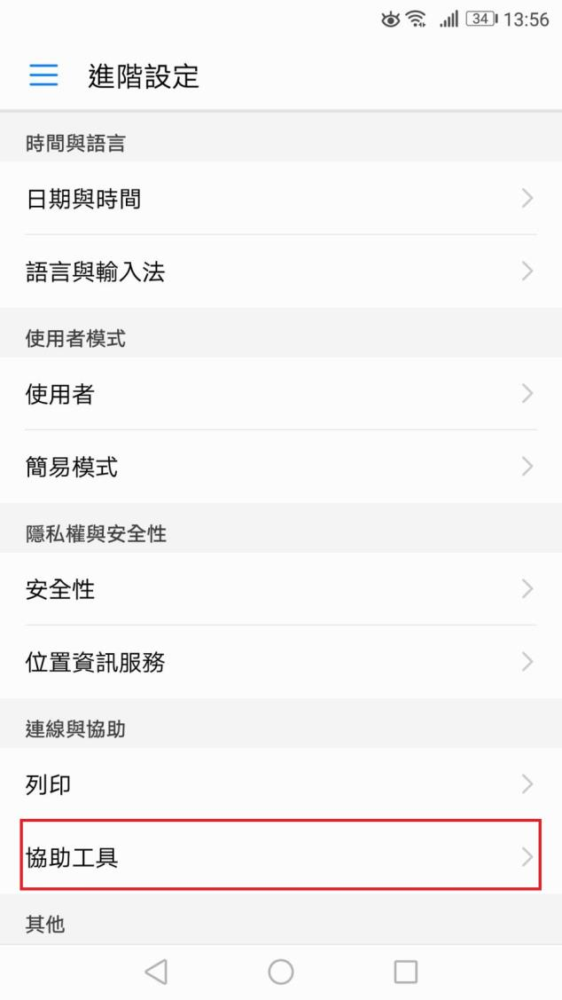 34 13:56
進階設定
時間與語言
日期與時間
語言與輸入法
使用者模式
使用者
簡易模式
隱私權與安全性
安全性
位置資訊服務
連線與協助
列印
協助工具
其他